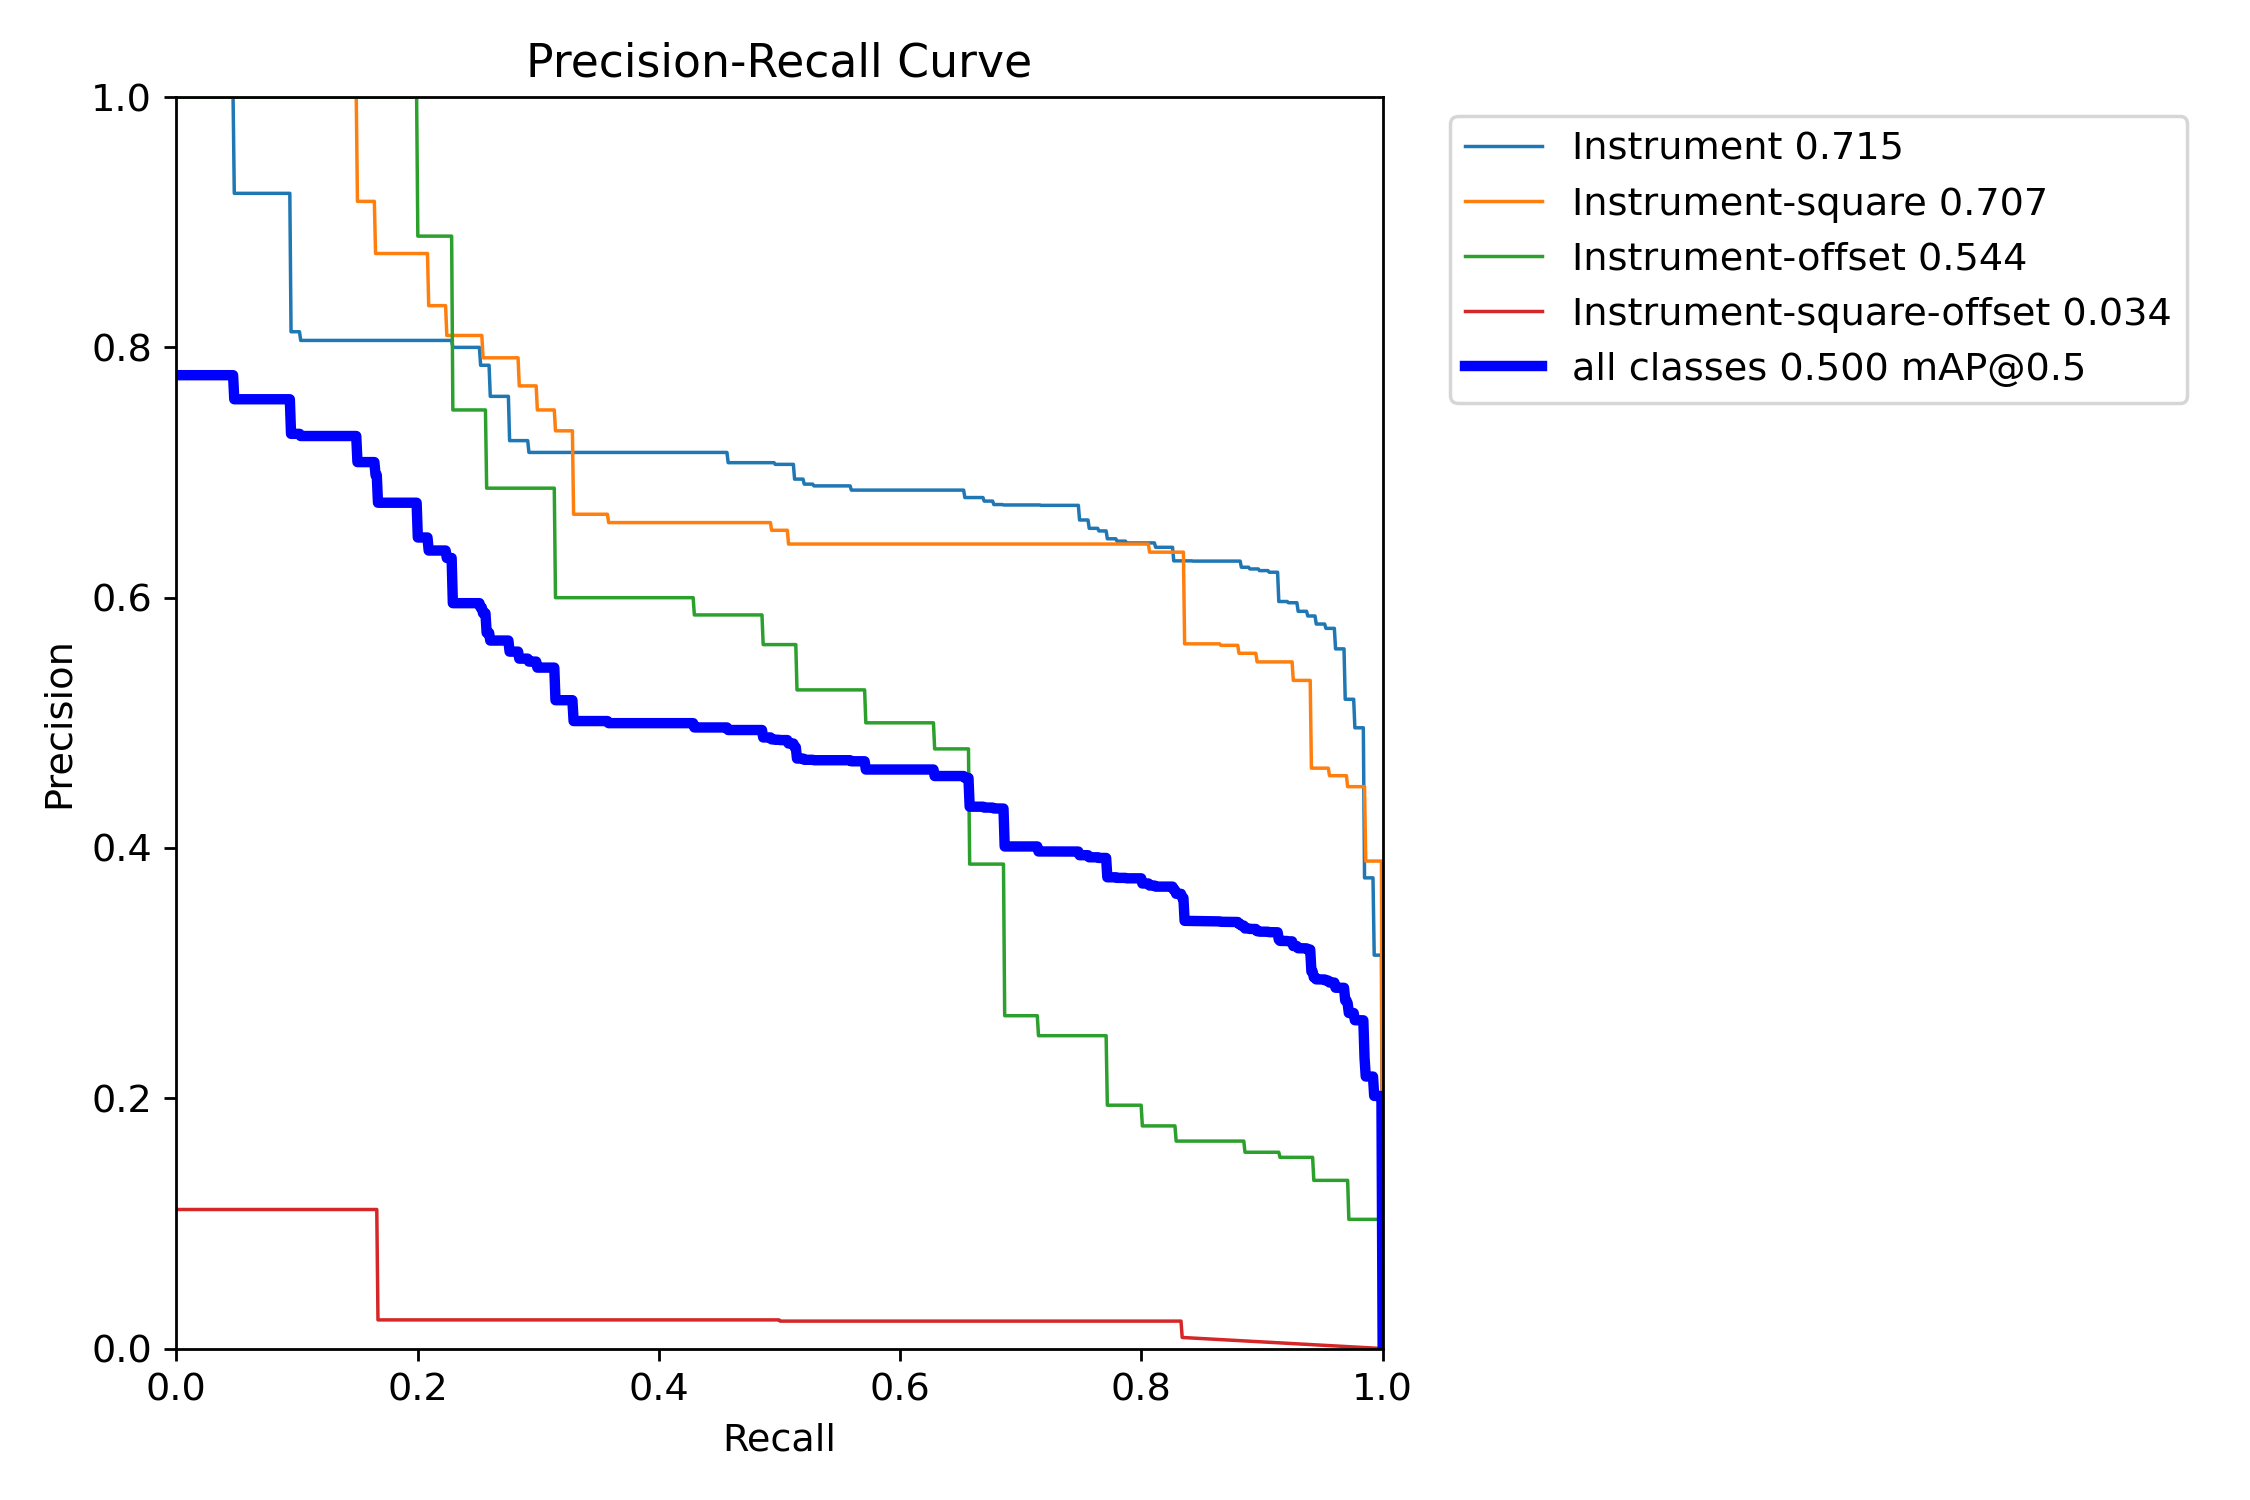 Precision-Recall Curve
1.0
0.8
0.6
0.4
0.2
0.0
Precision
0.0 0.2 0.4 0.6 0.8 1.0
Recall
Instrument 0.715
Instrument-square 0.707
Instrument-offset 0.544
Instrument-square-offset 0.034
all classes 0.500 mAP@0.5